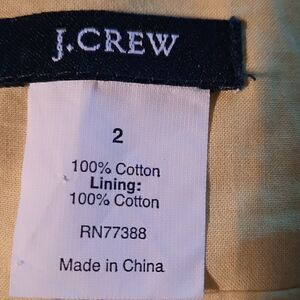 J.CREW
2
100% Cotton
Lining:
100% Cotton
RN77388
Made in China